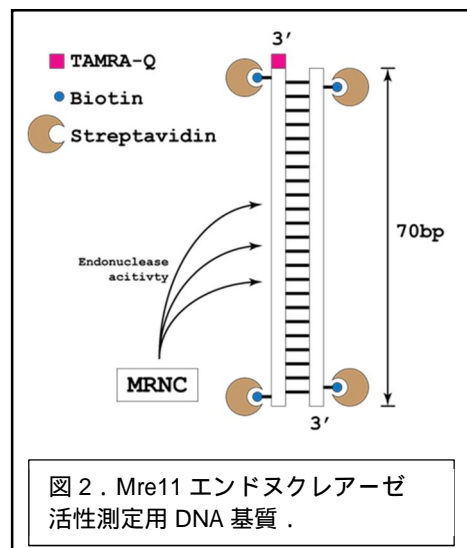 3′
TAMRA-Q
Biotin
Streptavidin
70bp
Endonuclease
acitivty
MRNC
3′
図 2．Mre11 エンドヌクレアーゼ
活性測定用 DNA 基質．